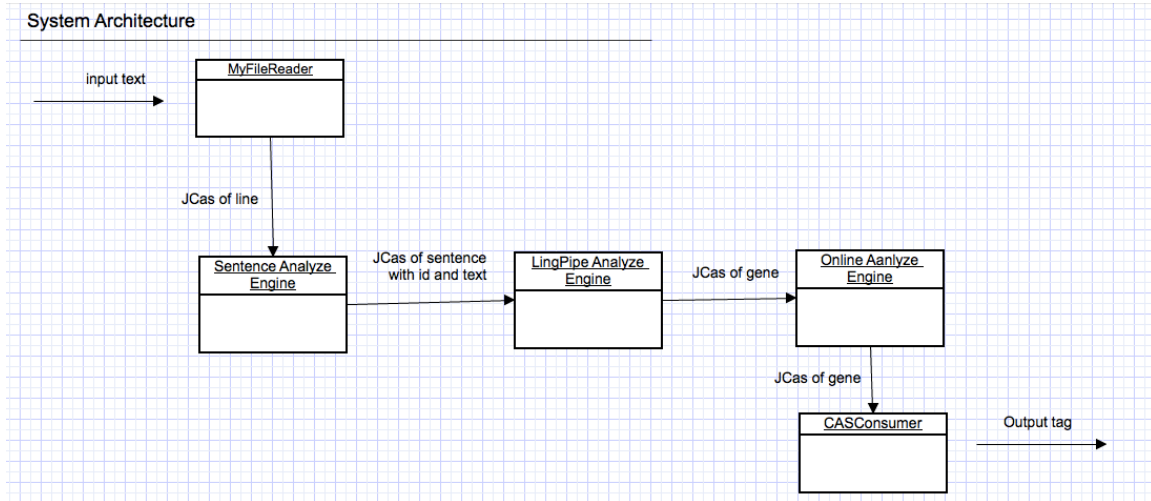 System Architecture
input text
MyFileReader
JCas of line
Sentence Analyze
Engine
JCas of sentence
with id and text
LingPipe Analyze
Engine
JCas of gene
Online Aanlyze
Engine
JCas of gene
CASConsumer
Output tag